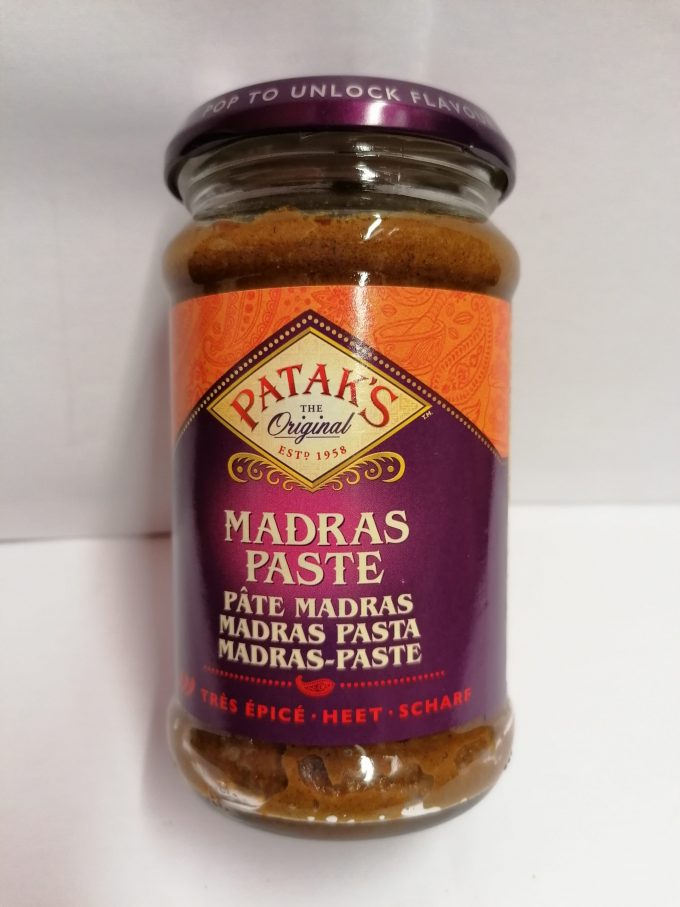 POP TO UNLOCK FLAVOU
PATAK'S
THE
Original
ESTD 1958
TM
MADRAS
PASTE
PÂTE MADRAS
MADRAS PASTA
MADRAS-PASTE
TRÈS ÉPICÉ · HEET · SCHARF